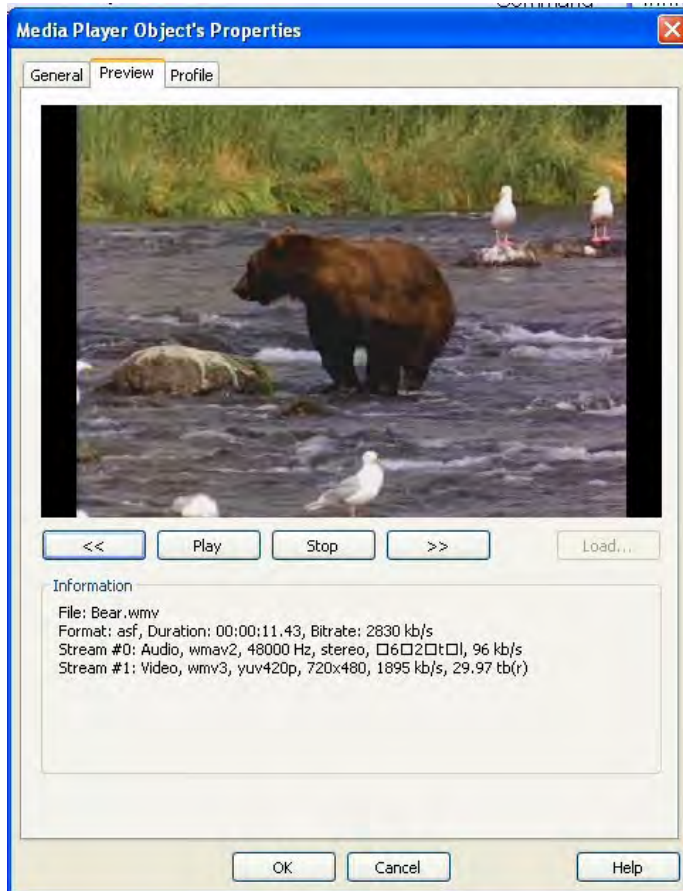 Media Player Object's Properties
General Preview Profile
<< Play Stop >> Load...
Information
File: Bear.wmv
Format: asf, Duration: 00:00:11.43, Bitrate: 2830 kb/s
Stream #0: Audio, wmav2, 48000 Hz, stereo, □6□2□t□l, 96 kb/s
Stream #1: Video, wmv3, yuv420p, 720x480, 1895 kb/s, 29.97 tb(r)
OK Cancel Help